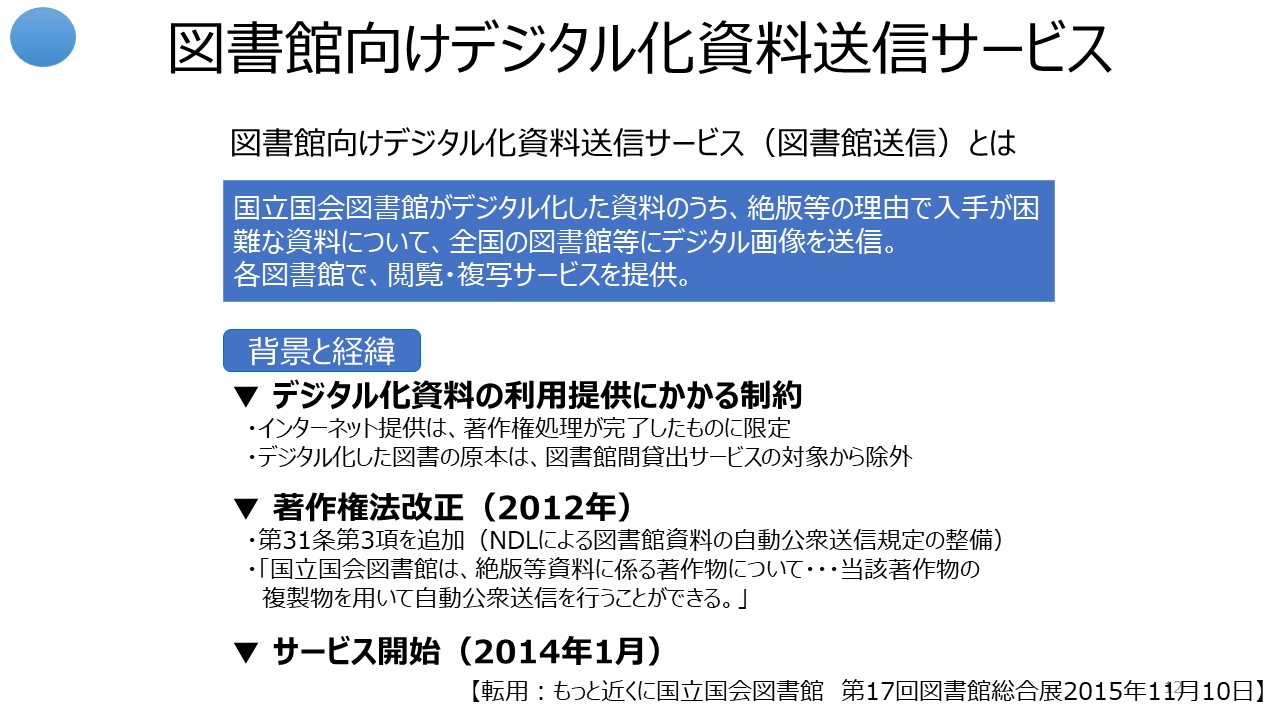 図書館向けデジタル化資料送信サービス
図書館向けデジタル化資料送信サービス（図書館送信）とは
国立国会図書館がデジタル化した資料のうち、絶版等の理由で入手が困
難な資料について、全国の図書館等にデジタル画像を送信。
各図書館で、閲覧・複写サービスを提供。
背景と経緯
▼ デジタル化資料の利用提供にかかる制約
・インターネット提供は、著作権処理が完了したものに限定
・デジタル化した図書の原本は、図書館間貸出サービスの対象から除外
▼ 著作権法改正（2012年）
・第31条第3項を追加（NDLによる図書館資料の自動公衆送信規定の整備）
・「国立国会図書館は、絶版等資料に係る著作物について・・・当該著作物の
複製物を用いて自動公衆送信を行うことができる。」
▼ サービス開始（2014年1月）
【転用：もっと近くに国立国会図書館　第17回図書館総合展2015年11月10日】
12